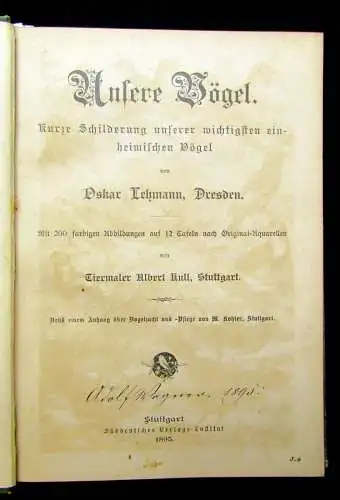 Unsere Vögel.
Kurze Schilderung unserer wichtigsten ein-
heimischen Vögel
von
Oskar Lehmann, Dresden.
Mit 200 farbigen Abbildungen auf 12 Tafeln nach Original-Aquarellen
von
Tiermaler Albert Kull, Stuttgart.
Nebst einem Anhang über Vogelzucht und -Pflege von M. Kohler, Stuttgart.
Adolf Wagner. 1898.
Stuttgart
Süddeutsches Verlags-Institut
1895.